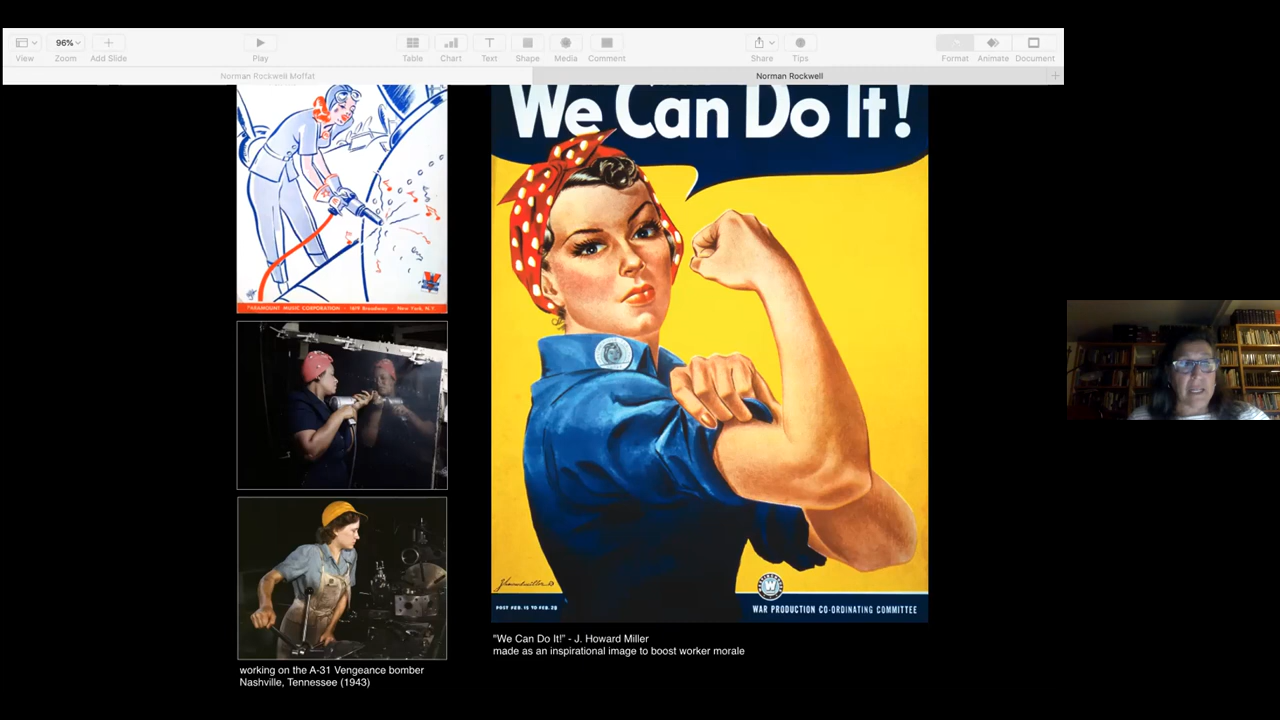 96%
View
Zoom
Add Slide
Play
Table
Chart
Text
Shape
Media
Comment
Share
Tips
Format
Animate
Document
Norman Rockwell Moffat
Norman Rockwell
We Can Do It!
PARAMOUNT MUSIC CORPORATION - 1619 Broadway - New York, N.Y.
J. Howard Miller
POST FEB. 15 TO FEB. 28
WAR PRODUCTION CO-ORDINATING COMMITTEE
"We Can Do It!" - J. Howard Miller
made as an inspirational image to boost worker morale
working on the A-31 Vengeance bomber
Nashville, Tennessee (1943)